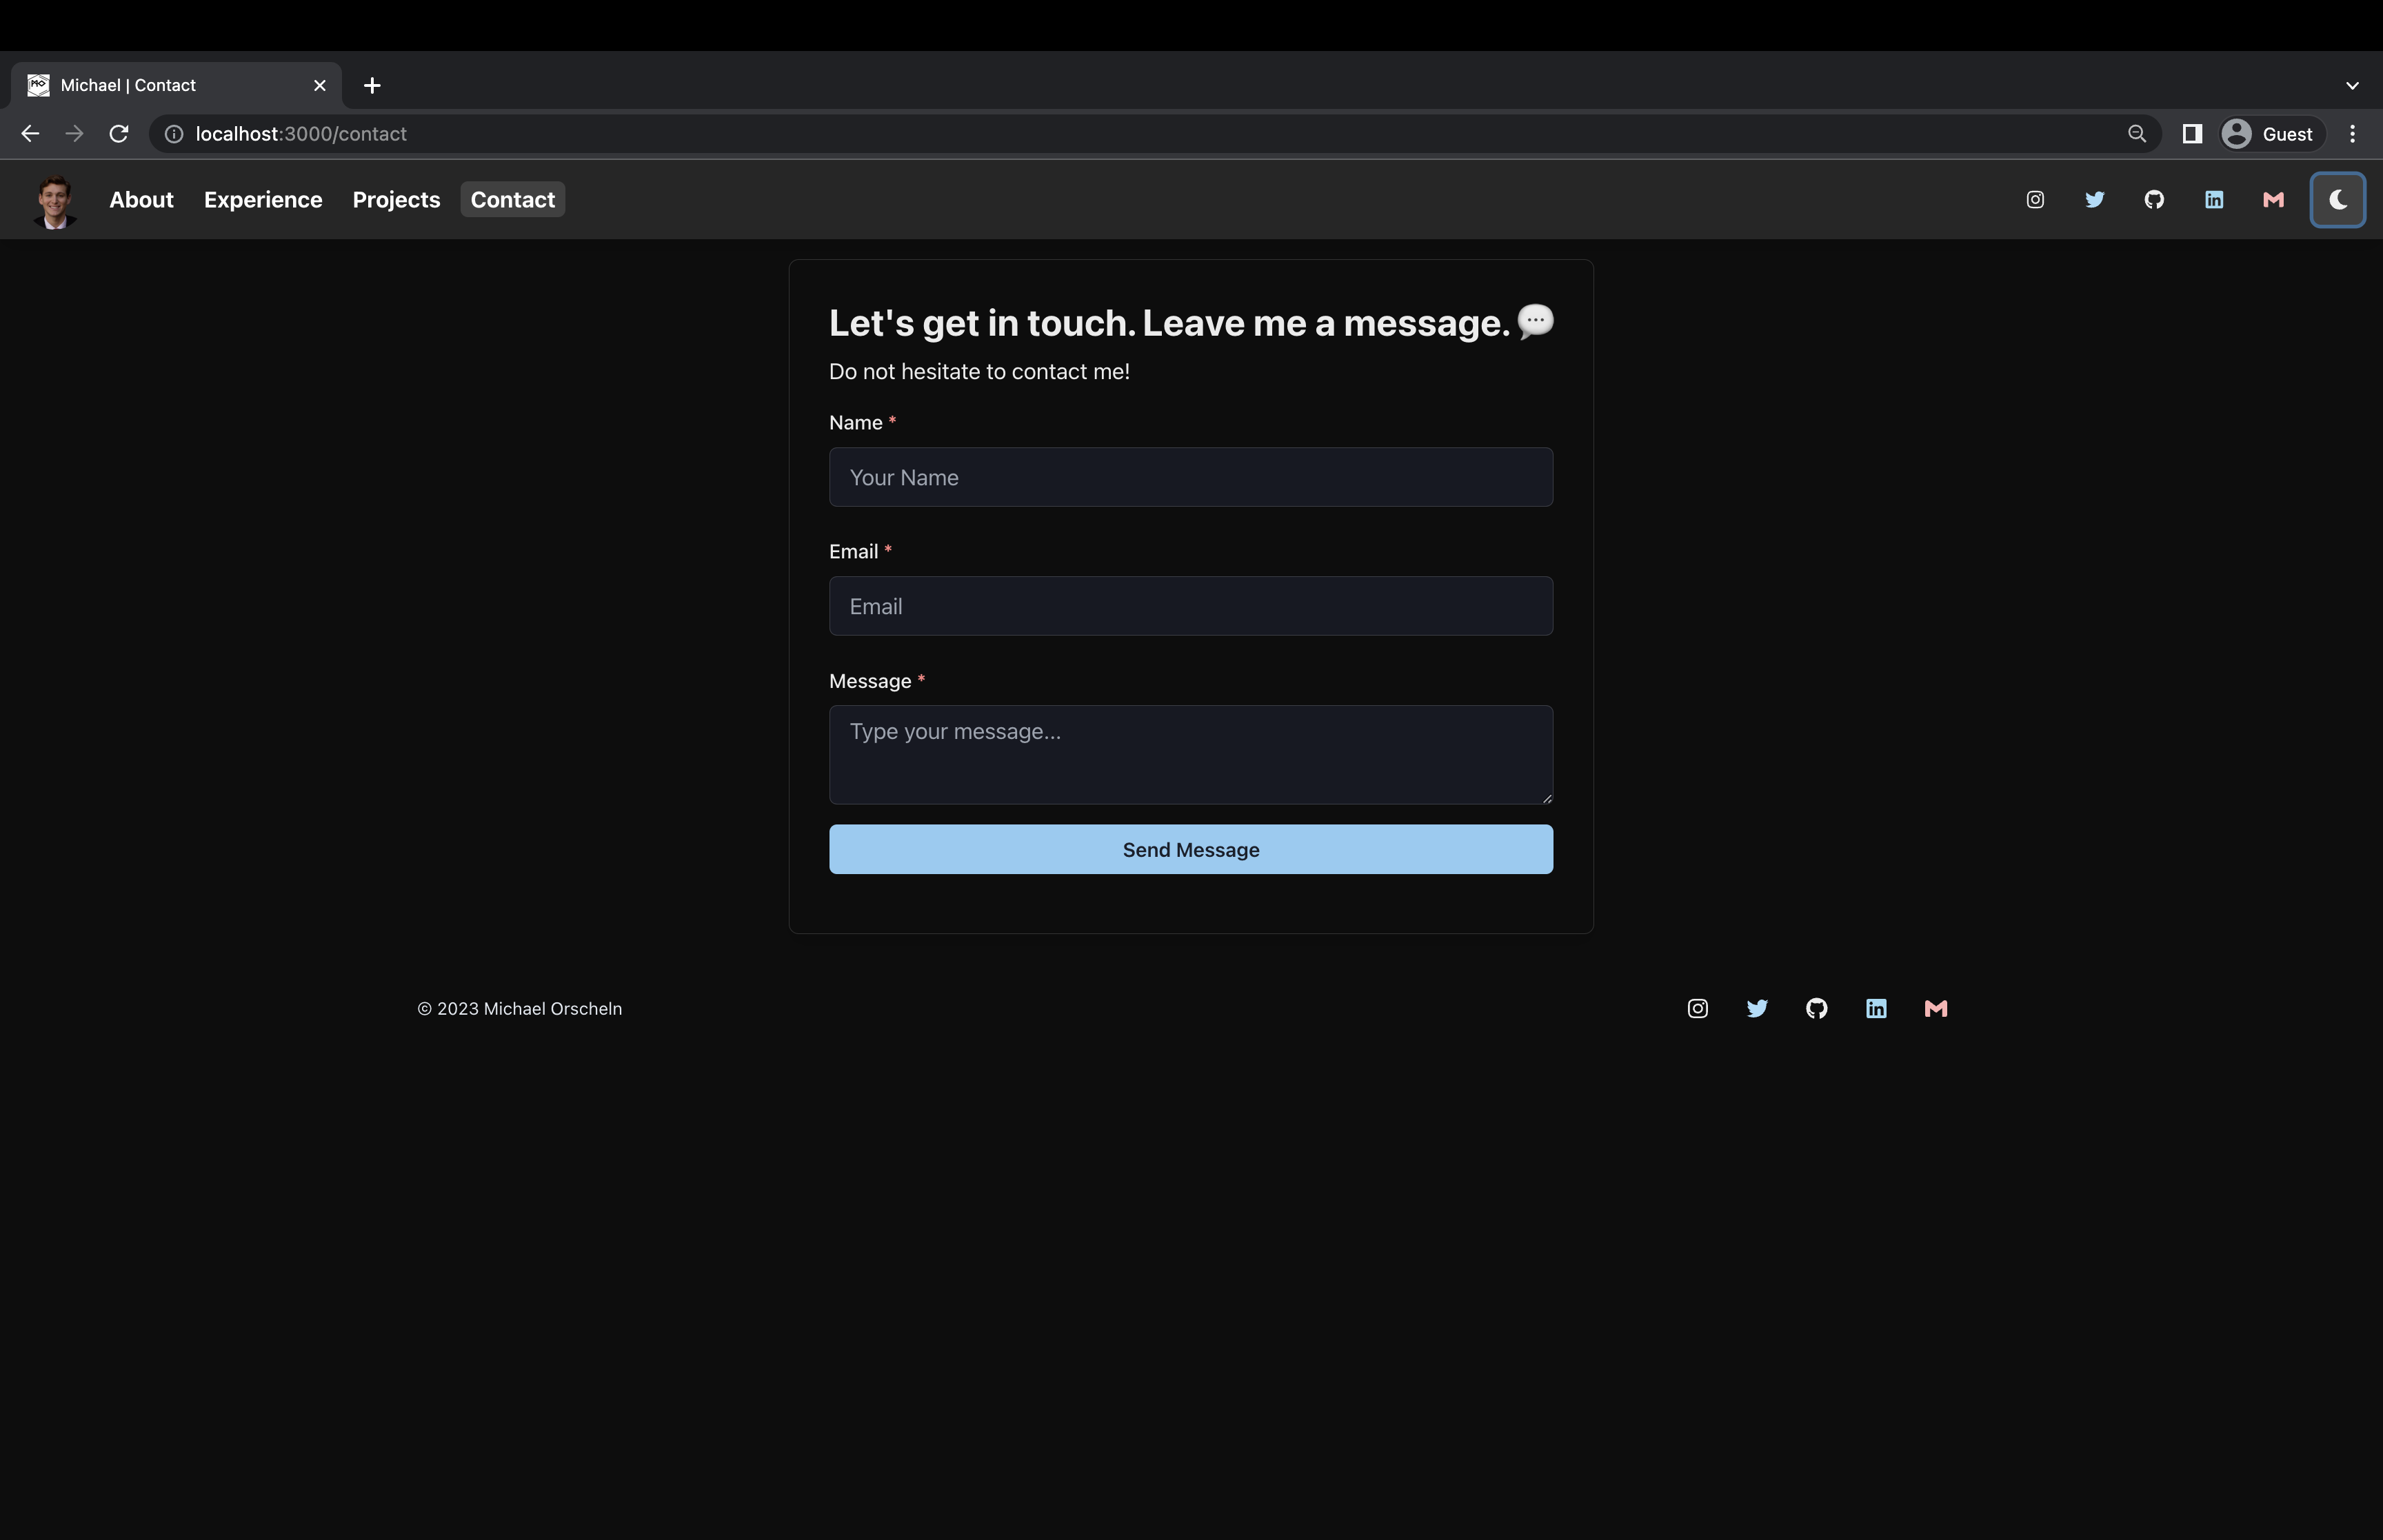 Michael | Contact
localhost:3000/contact
Guest
About Experience Projects Contact
Let's get in touch. Leave me a message.
Do not hesitate to contact me!
Name *
Your Name
Email *
Email
Message *
Type your message...
Send Message
© 2023 Michael Orscheln